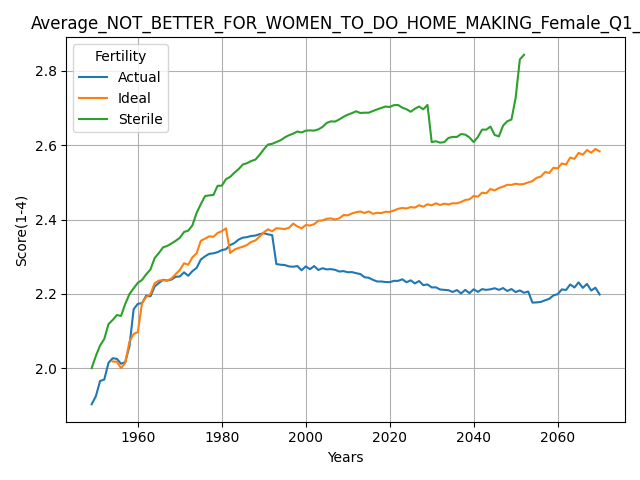 Average_NOT_BETTER_FOR_WOMEN_TO_DO_HOME_MAKING_Female_Q1_
Fertility
Actual
Ideal
Sterile
Score(1-4)
2.8
2.6
2.4
2.2
2.0
1960
1980
2000
2020
2040
2060
Years